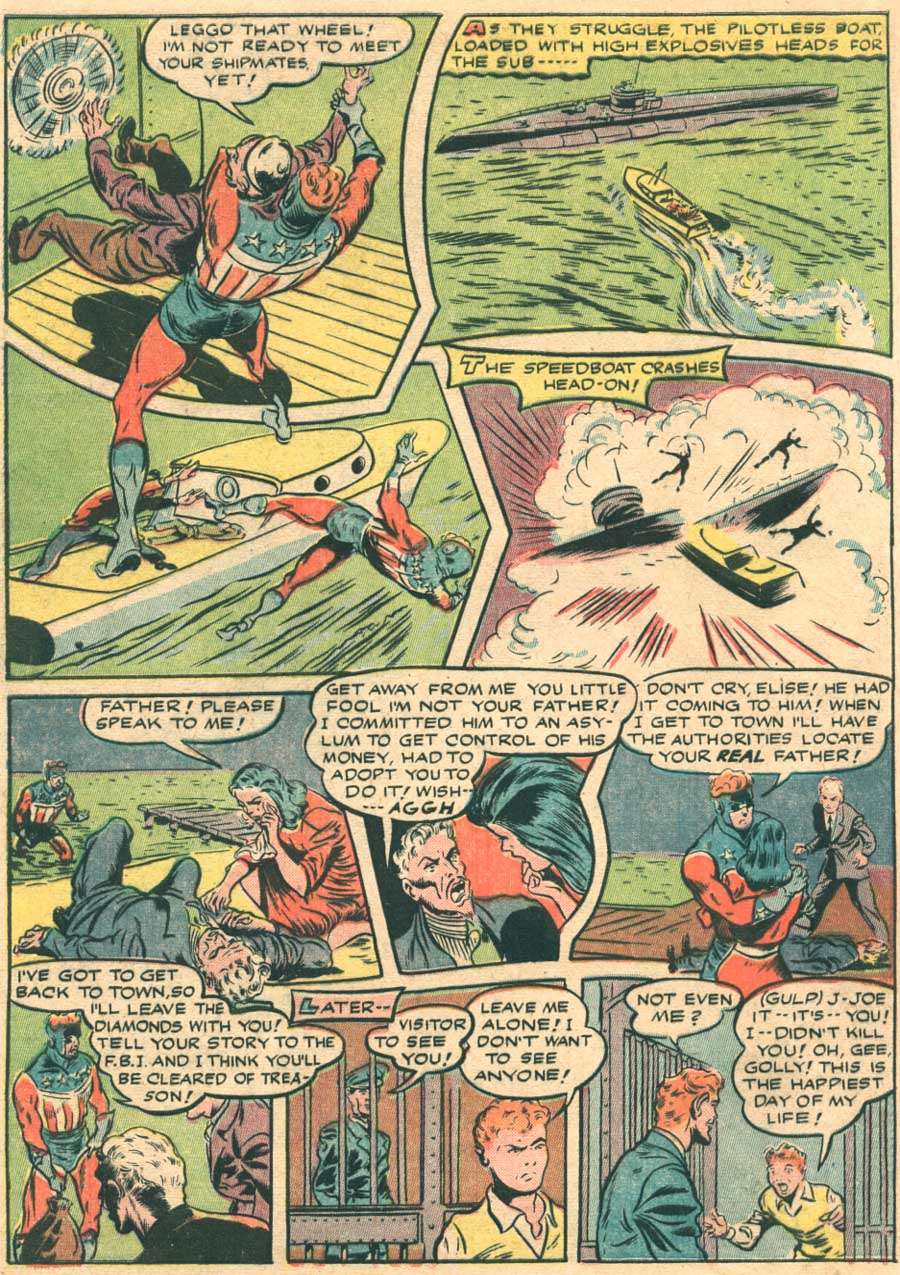 LEGGO THAT WHEEL!
I'M NOT READY TO MEET
YOUR SHIPMATES,
YET!
AS THEY STRUGGLE, THE PILOTLESS BOAT,
LOADED WITH HIGH EXPLOSIVES HEADS FOR
THE SUB-----
THE SPEEDBOAT CRASHES
HEAD-ON!
FATHER! PLEASE
SPEAK TO ME!
GET AWAY FROM ME YOU LITTLE
FOOL I'M NOT YOUR FATHER!
I COMMITTED HIM TO AN ASY-
LUM TO GET CONTROL OF HIS
MONEY, HAD TO
ADOPT YOU TO
DO IT! WISH--
--- AGGH
DON'T CRY, ELISE! HE HAD
IT COMING TO HIM! WHEN
I GET TO TOWN I'LL HAVE
THE AUTHORITIES LOCATE
YOUR REAL FATHER!
I'VE GOT TO GET
BACK TO TOWN, SO
I'LL LEAVE THE
DIAMONDS WITH YOU!
TELL YOUR STORY TO THE
F.B.I. AND I THINK YOU'LL
BE CLEARED OF TREA-
SON!
LATER--
VISITOR
TO SEE
YOU!
LEAVE ME
ALONE! I
DON'T WANT
TO SEE
ANYONE!
NOT EVEN
ME?
(GULP) J-JOE
IT--IT'S--YOU!
I--DIDN'T KILL
YOU! OH, GEE,
GOLLY! THIS IS
THE HAPPIEST
DAY OF MY
LIFE!